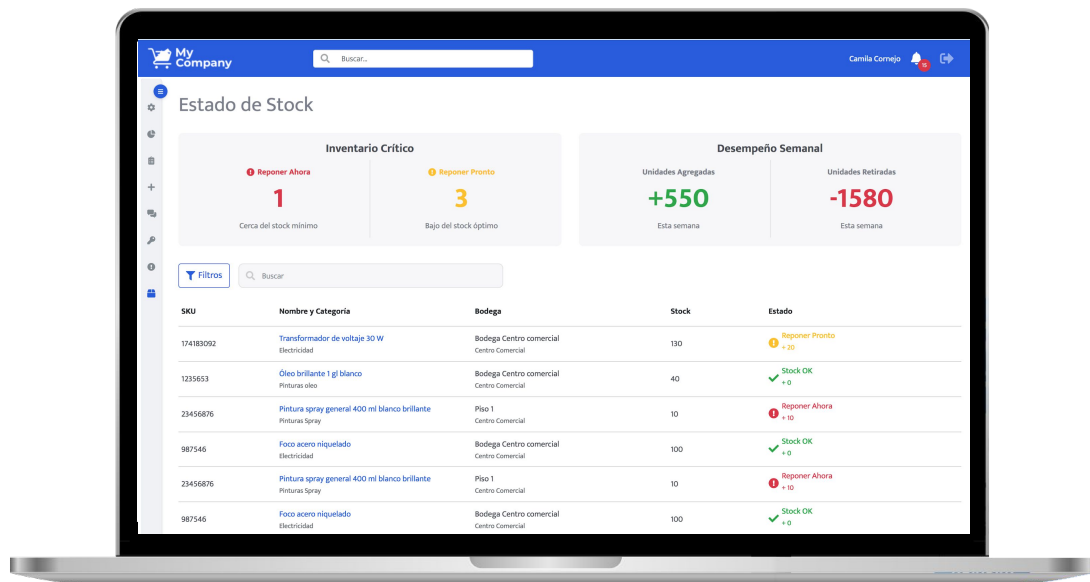 My
Company
Buscar..
Camila Cornejo
15
Estado de Stock
Inventario Crítico
Reponer Ahora
1
Cerca del stock mínimo
Reponer Pronto
3
Bajo del stock óptimo
Desempeño Semanal
Unidades Agregadas
+550
Esta semana
Unidades Retiradas
-1580
Esta semana
Filtros
Buscar
SKU Nombre y Categoría Bodega Stock Estado
174183092 Transformador de voltaje 30 W Bodega Centro comercial 130 Reponer Pronto
Electricidad Centro Comercial + 20
1235653 Óleo brillante 1 gl blanco Bodega Centro comercial 40 Stock OK
Pinturas oleo Centro Comercial + 0
23456876 Pintura spray general 400 ml blanco brillante Piso 1 10 Reponer Ahora
Pinturas Spray Centro Comercial + 10
987546 Foco acero niquelado Bodega Centro comercial 100 Stock OK
Electricidad Centro Comercial + 0
23456876 Pintura spray general 400 ml blanco brillante Piso 1 10 Reponer Ahora
Pinturas Spray Centro Comercial + 10
987546 Foco acero niquelado Bodega Centro comercial 100 Stock OK
Electricidad Centro Comercial + 0